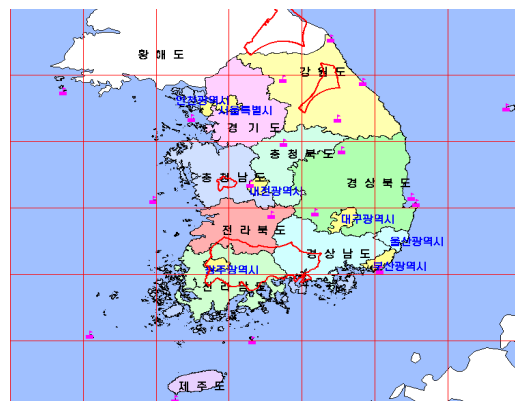 황 해 도
강 원 도
인천광역시
서울특별시
경 기 도
충 청 북 도
충 청 남 도
경 상 북 도
대전광역시
대구광역시
전 라 북 도
울산광역시
경 상 남 도
부산광역시
광주광역시
전 라 남 도
제 주 도